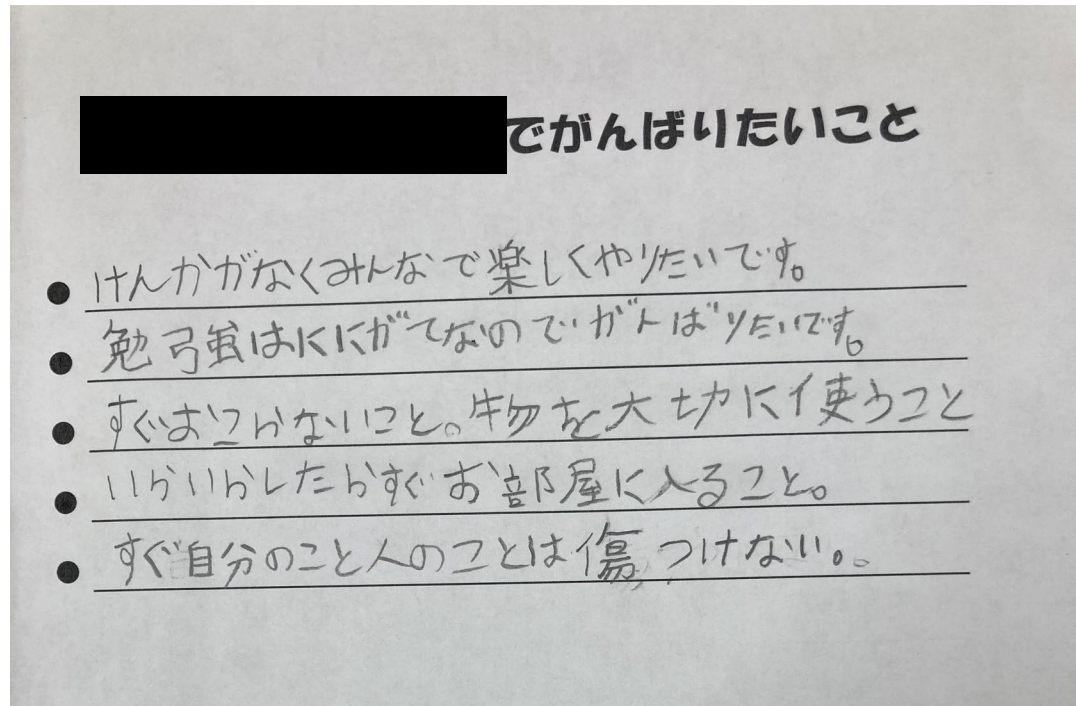 でがんばりたいこと
けんかがなくみんなで楽しくやりたいです。
勉強はににがてなのでがんばりたいです。
すぐおこらないこと。物を大切に使うこと
いらいらしたらすぐお部屋に入ること。
すぐ自分のこと人のことは傷つけない。